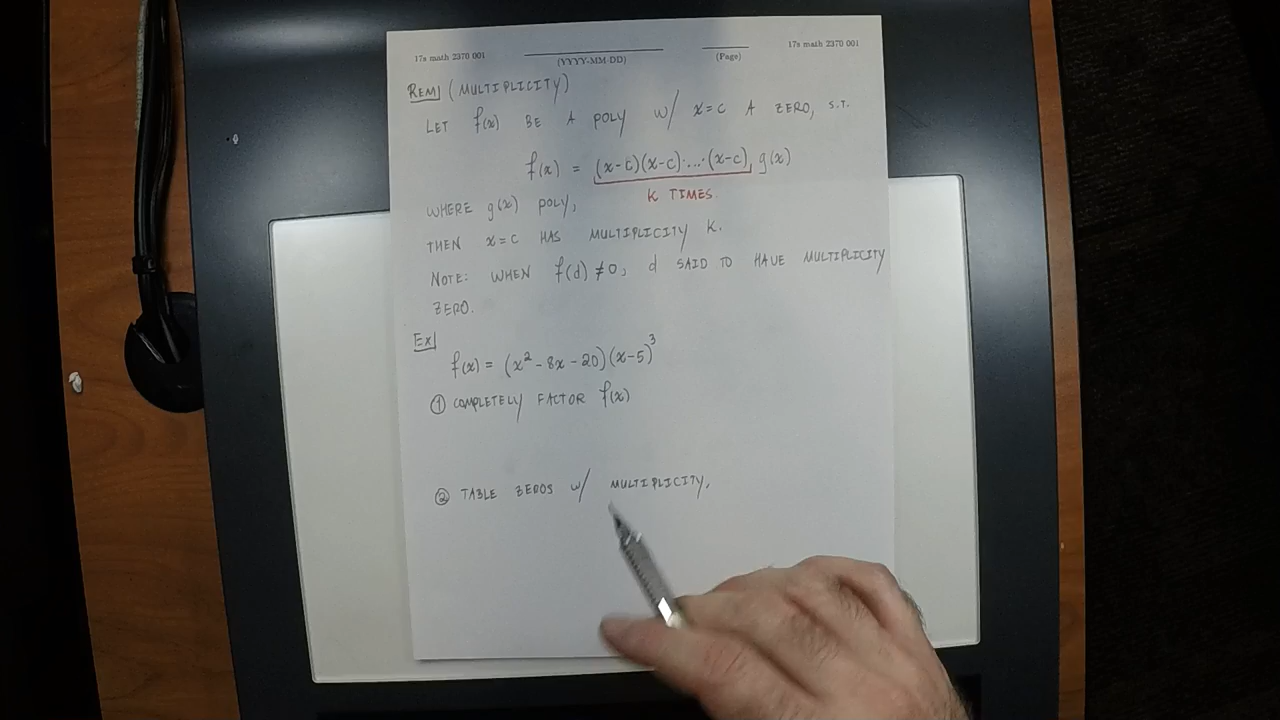 17s math 2370 001 (YYYY-MM-DD) (Page) 17s math 2370 001
REM (MULTIPLICITY)
LET f(x) BE A POLY W/ x=c A ZERO, S.T.
f(x) = (x-c)(x-c)·...·(x-c) g(x)
K TIMES.
WHERE g(x) POLY,
THEN x=c HAS MULTIPLICITY K.
NOTE: WHEN f(d)≠0, d SAID TO HAVE MULTIPLICITY
ZERO.
EX
f(x) = (x²-8x-20)(x-5)³
① COMPLETELY FACTOR f(x)
② TABLE ZEROS W/ MULTIPLICITY.